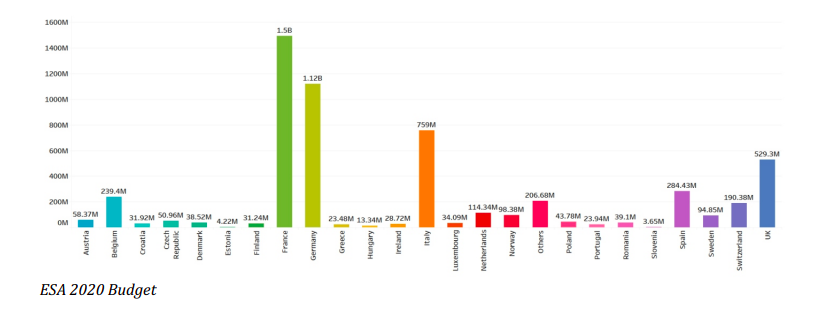 1600M
1400M
1200M
1000M
800M
600M
400M
200M
0M
58.37M
239.4M
31.92M
50.96M
38.52M
4.22M
31.24M
1.5B
1.12B
23.48M
13.34M
28.72M
759M
34.09M
114.34M
98.38M
206.68M
43.78M
23.94M
39.1M
3.65M
284.43M
94.85M
190.38M
529.3M
Austria
Belgium
Croatia
Czech
Republic
Denmark
Estonia
Finland
France
Germany
Greece
Hungary
Ireland
Italy
Luxembourg
Netherlands
Norway
Others
Poland
Portugal
Romania
Slovenia
Spain
Sweden
Switzerland
UK
ESA 2020 Budget